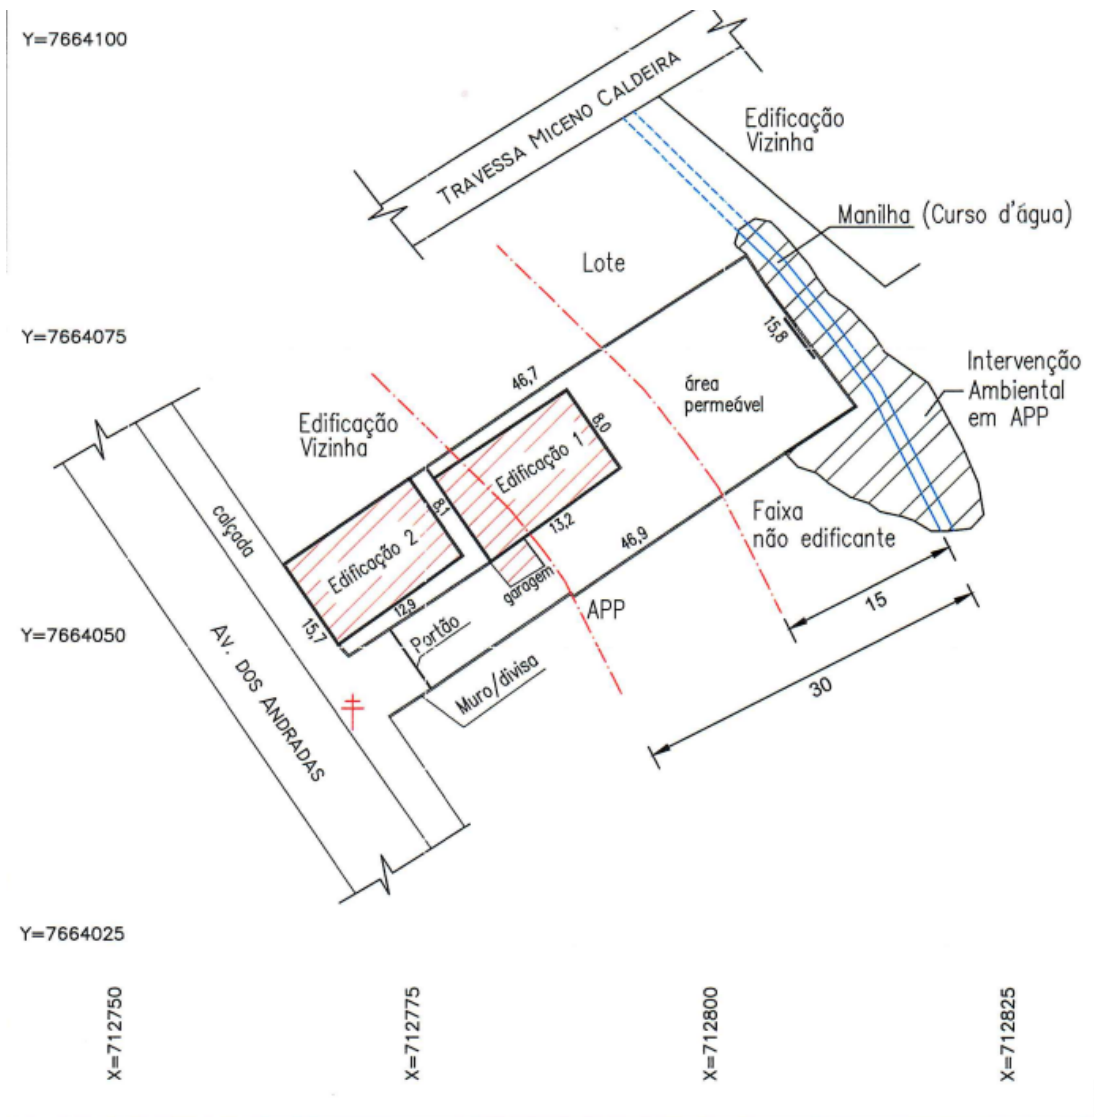 Y=7664100
TRAVESSA MICENO CALDEIRA
Edificação
Vizinha
Manilha (Curso d'água)
Lote
Y=7664075
15,8
46,7
área
permeável
Intervenção
Ambiental
em APP
Edificação
Vizinha
8,0
Edificação 1
8,1
calçada
13,2
Faixa
não edificante
46,9
Edificação 2
garagem
12,9
APP
15
15,7
Portão
Y=7664050
AV. DOS ANDRADAS
Muro/divisa
30
Y=7664025
X=712750
X=712775
X=712800
X=712825